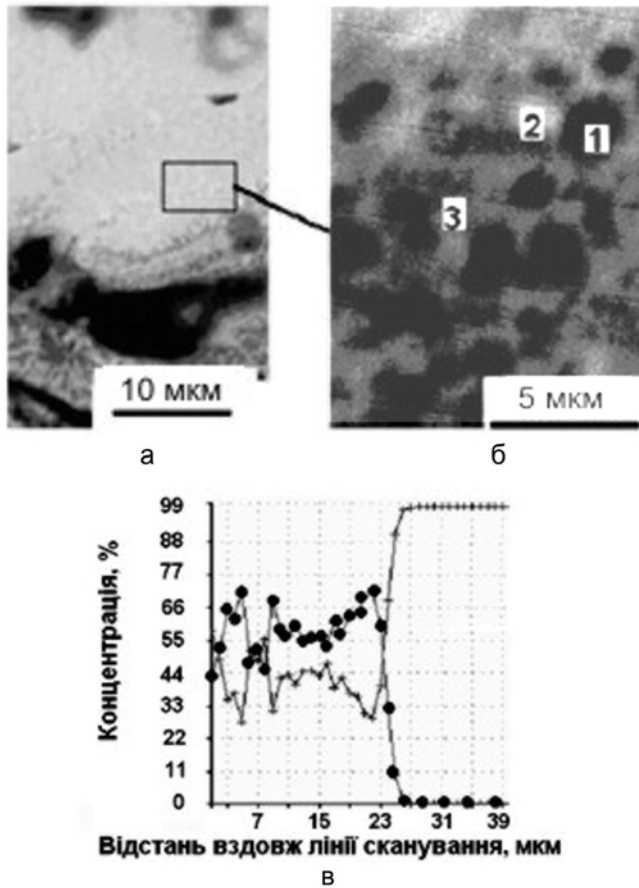 2
1
3
10 мкм
5 мкм
а
б
99
88
77
66
55
44
33
22
11
0
Концентрація, %
7 15 23 31 39
Відстань вздовж лінії сканування, мкм
в